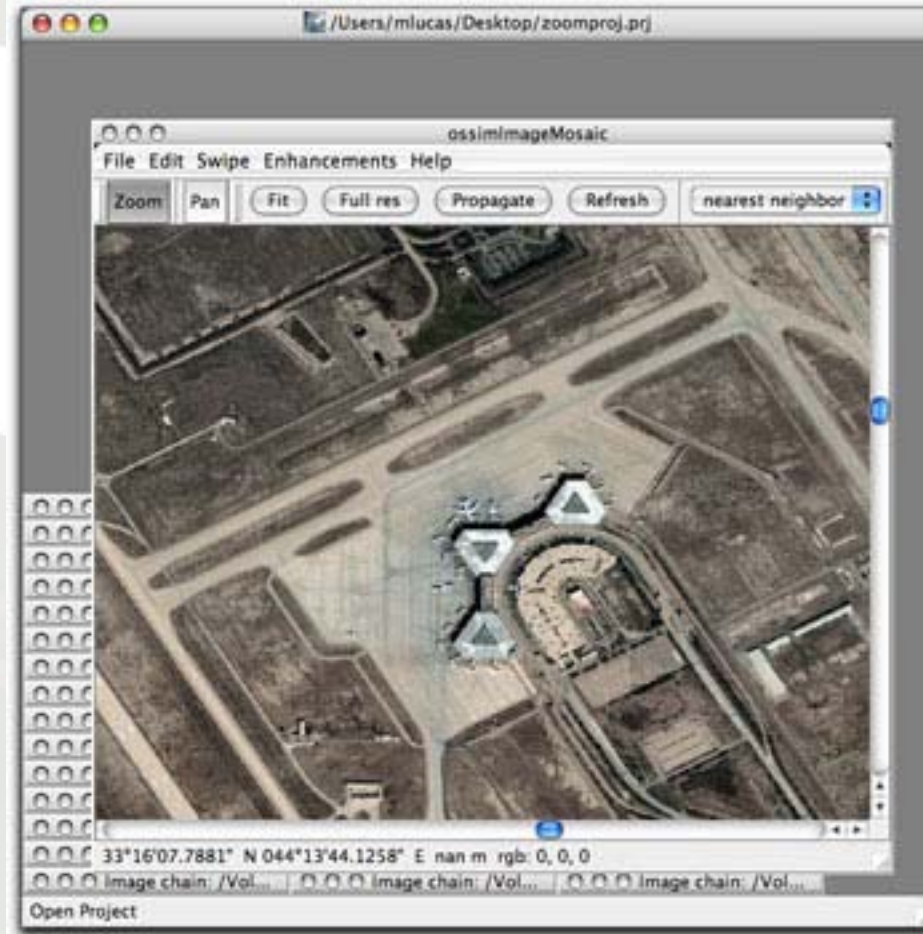 /Users/mlucas/Desktop/zoomproj.prj
ossimImageMosaic
File Edit Swipe Enhancements Help
Zoom Pan Fit Full res Propagate Refresh nearest neighbor
33°16'07.7881" N 044°13'44.1258" E nan m rgb: 0, 0, 0
Image chain: /Vol... Image chain: /Vol... Image chain: /Vol...
Open Project